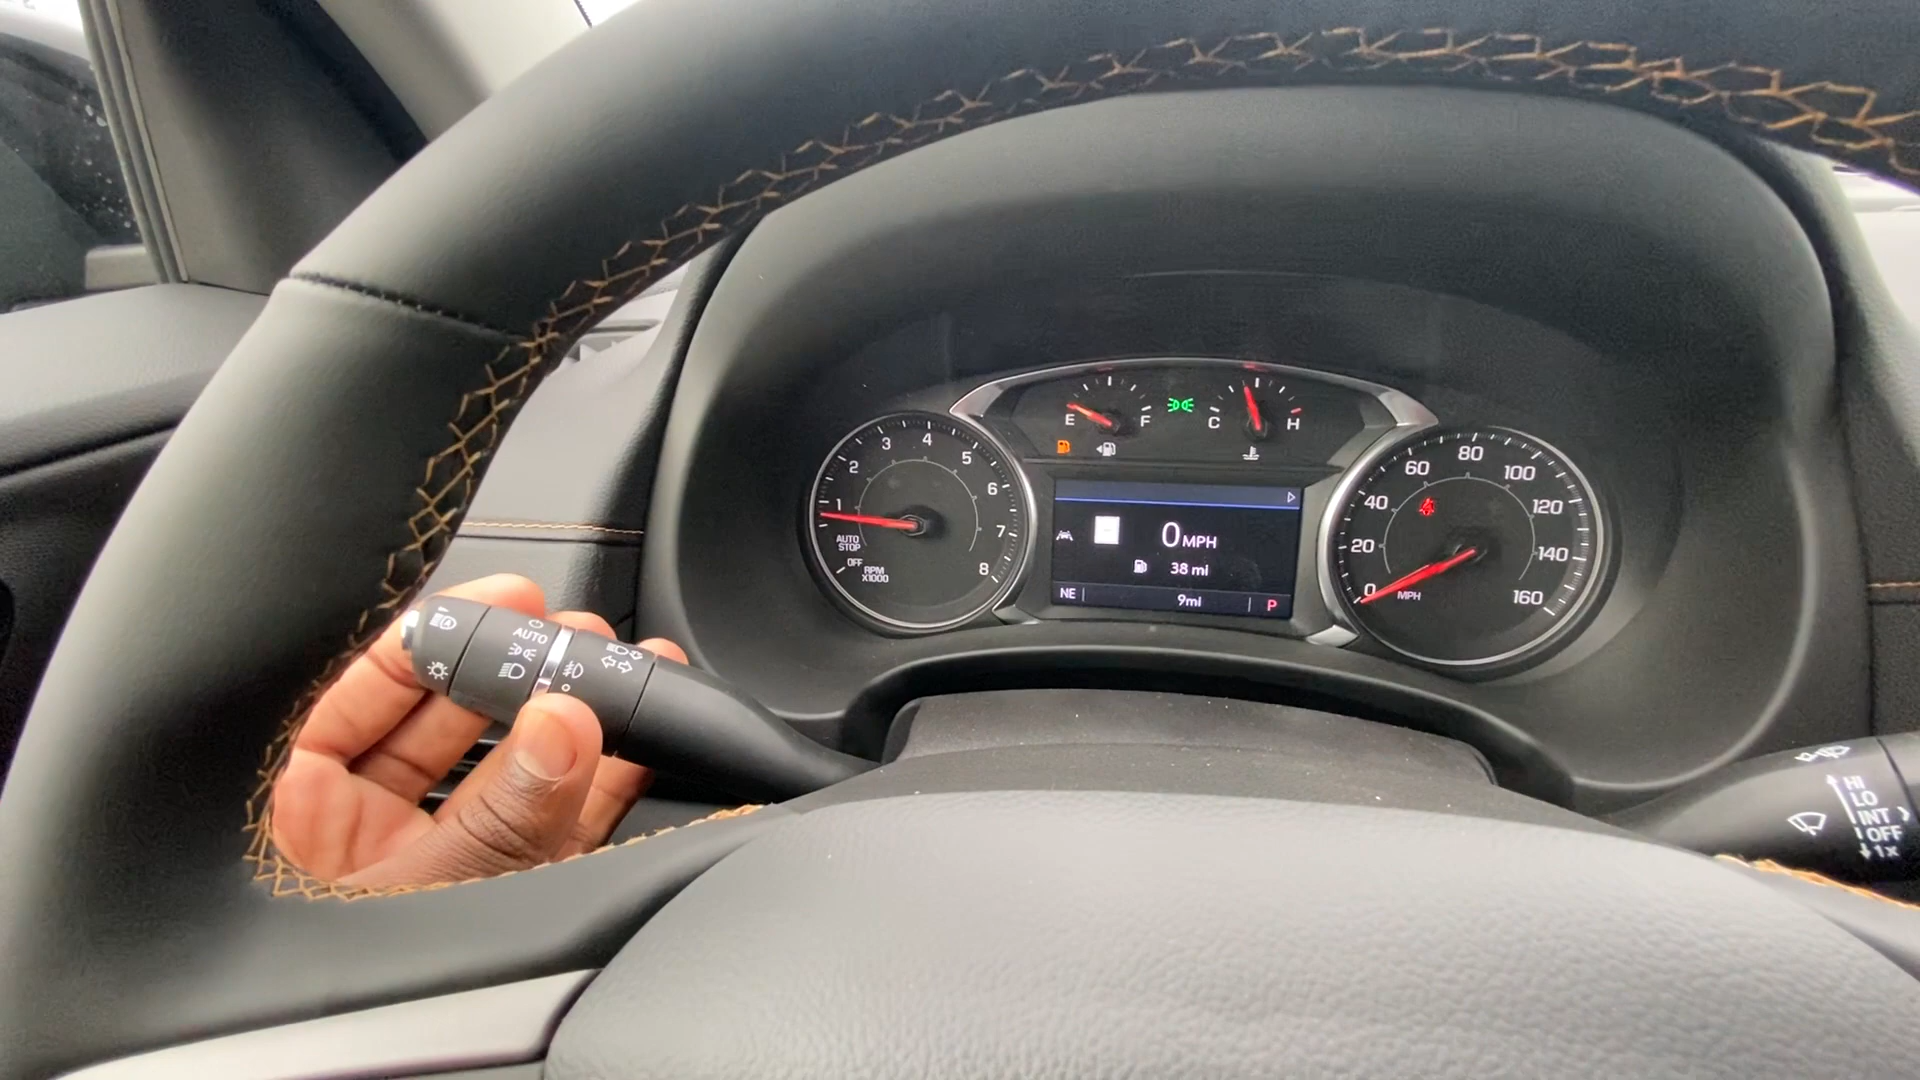 E F C H
1 2 3 4 5 6 7 8
AUTO
STOP
OFF
RPM
X1000
0 MPH
38 mi
NE 9mi P
0 20 40 60 80 100 120 140 160
MPH
AUTO
HI
LO
INT
OFF
1x